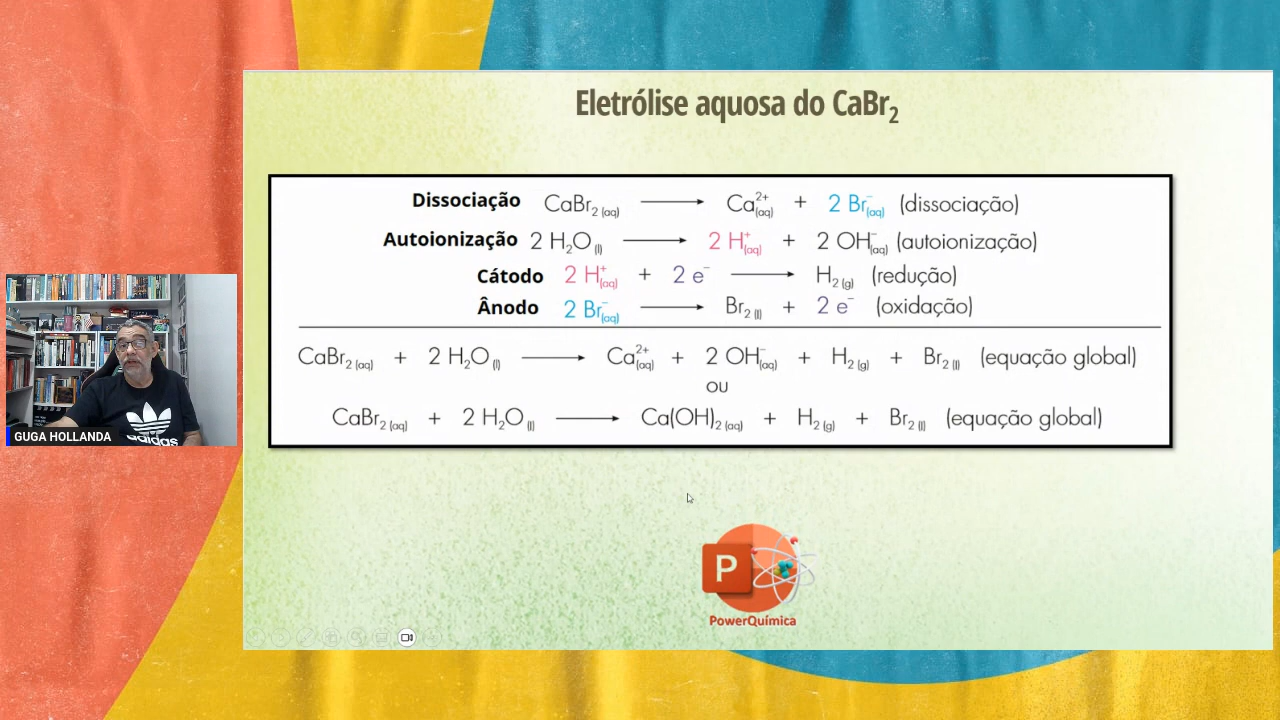 Eletrólise aquosa do CaBr₂
Dissociação CaBr₂ (aq) ⟶ Ca²⁺(aq) + 2 Br⁻(aq) (dissociação)
Autoionização 2 H₂O (l) ⟶ 2 H⁺(aq) + 2 OH⁻(aq) (autoionização)
Cátodo 2 H⁺(aq) + 2 e⁻ ⟶ H₂ (g) (redução)
Ânodo 2 Br⁻(aq) ⟶ Br₂ (l) + 2 e⁻ (oxidação)
CaBr₂ (aq) + 2 H₂O (l) ⟶ Ca²⁺(aq) + 2 OH⁻(aq) + H₂ (g) + Br₂ (l) (equação global)
ou
CaBr₂ (aq) + 2 H₂O (l) ⟶ Ca(OH)₂ (aq) + H₂ (g) + Br₂ (l) (equação global)
adidas
GUGA HOLLANDA
P
PowerQuímica